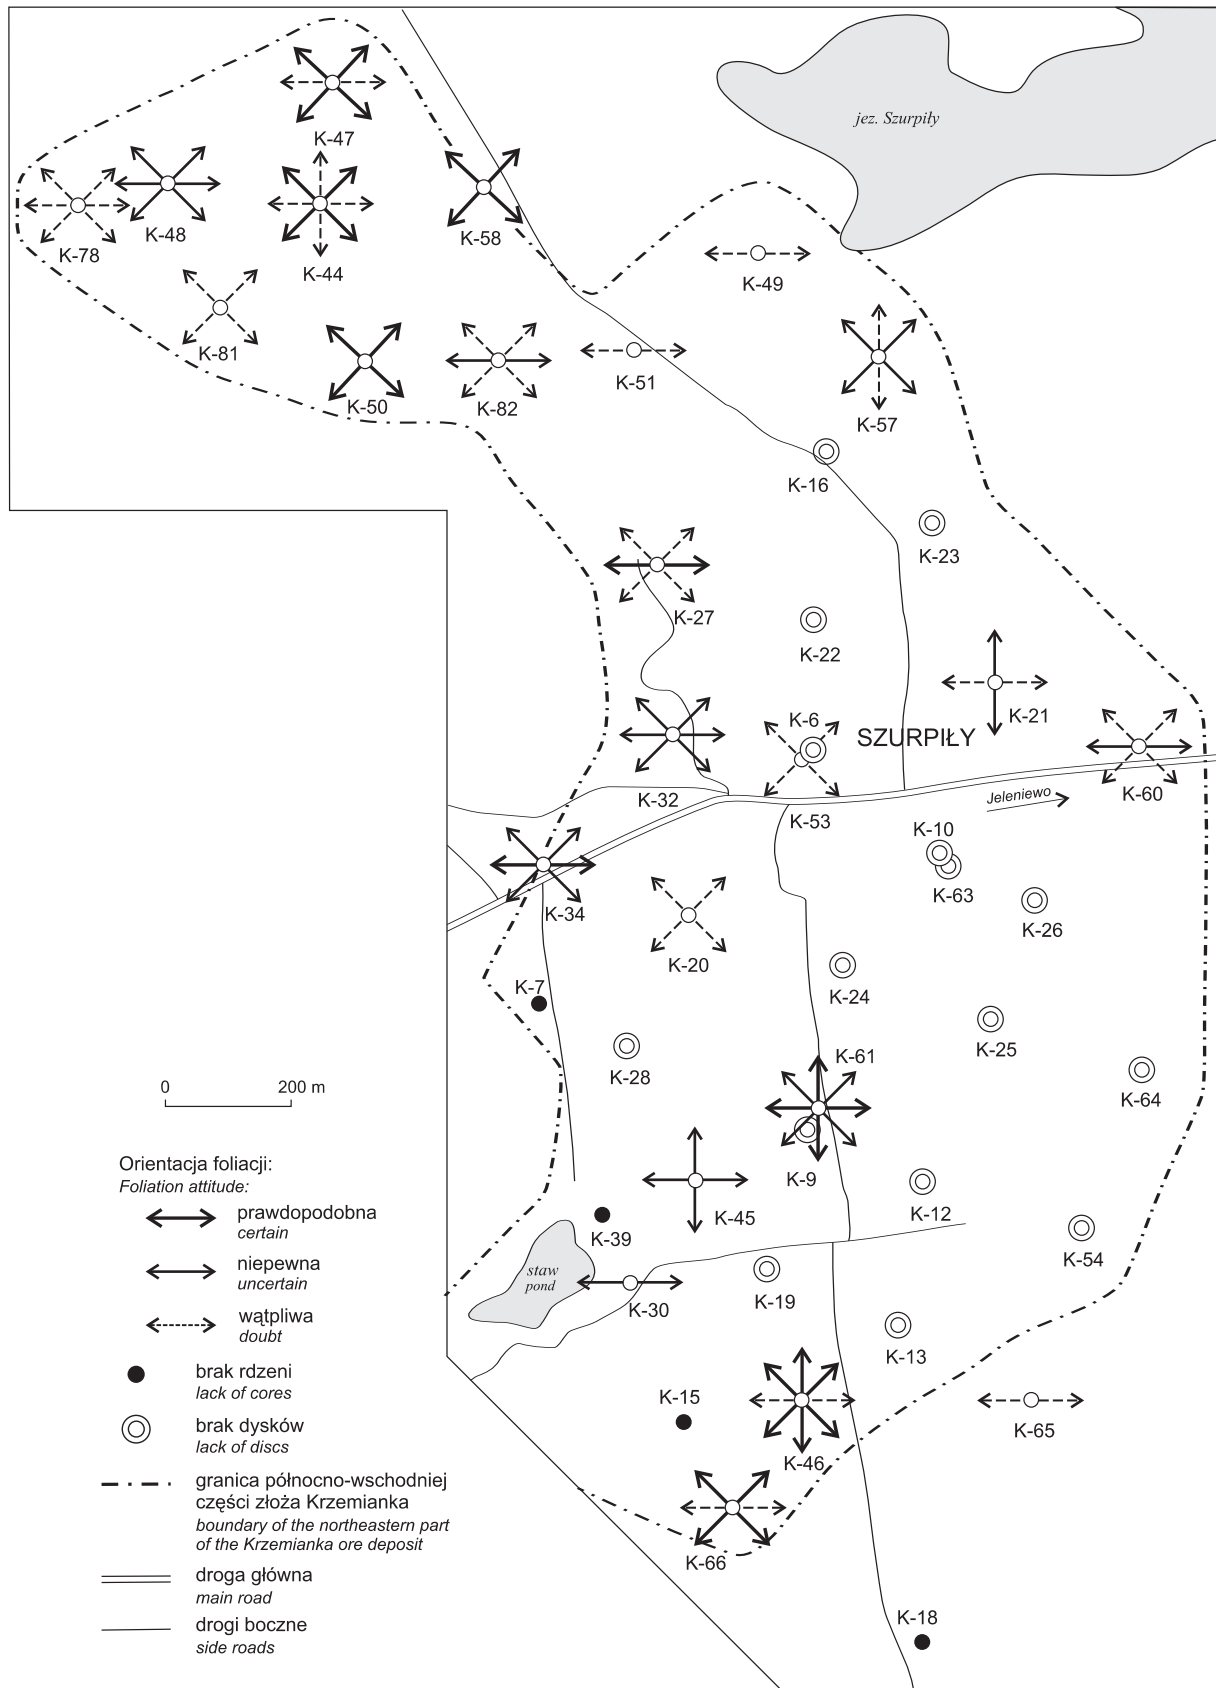 jez. Szurpiły
K-47
K-48
K-78
K-44
K-58
K-49
K-81
K-50
K-82
K-51
K-57
K-16
K-23
K-27
K-22
K-21
K-6
SZURPIŁY
K-32
K-53
K-60
Jeleniewo
K-10
K-63
K-26
K-34
K-20
K-24
K-7
K-25
K-28
K-61
K-64
0 200 m
Orientacja foliacji:
Foliation attitude:
prawdopodobna
certain
niepewna
uncertain
wątpliwa
doubt
brak rdzeni
lack of cores
brak dysków
lack of discs
granica północno-wschodniej
części złoża Krzemianka
boundary of the northeastern part
of the Krzemianka ore deposit
droga główna
main road
drogi boczne
side roads
K-9
K-45
K-12
K-39
K-54
staw
pond
K-30
K-19
K-13
K-15
K-65
K-46
K-66
K-18